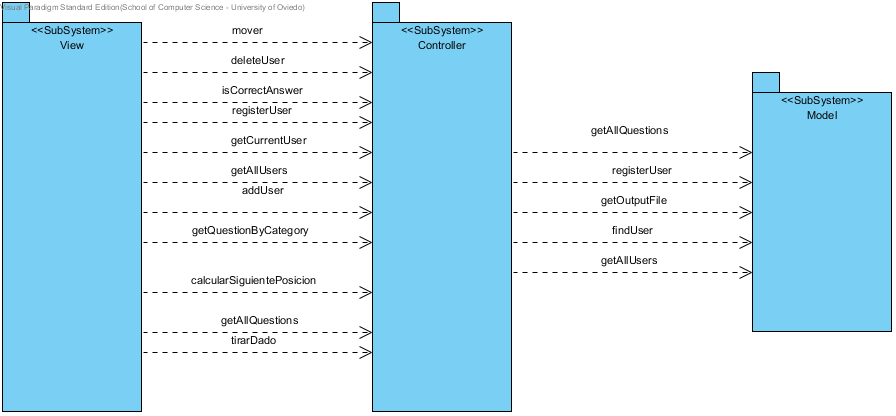 Visual Paradigm Standard Edition(School of Computer Science - University of Oviedo)
<<SubSystem>>
View
mover
deleteUser
isCorrectAnswer
registerUser
getCurrentUser
getAllUsers
addUser
getQuestionByCategory
calcularSiguientePosicion
getAllQuestions
tirarDado
<<SubSystem>>
Controller
getAllQuestions
registerUser
getOutputFile
findUser
getAllUsers
<<SubSystem>>
Model